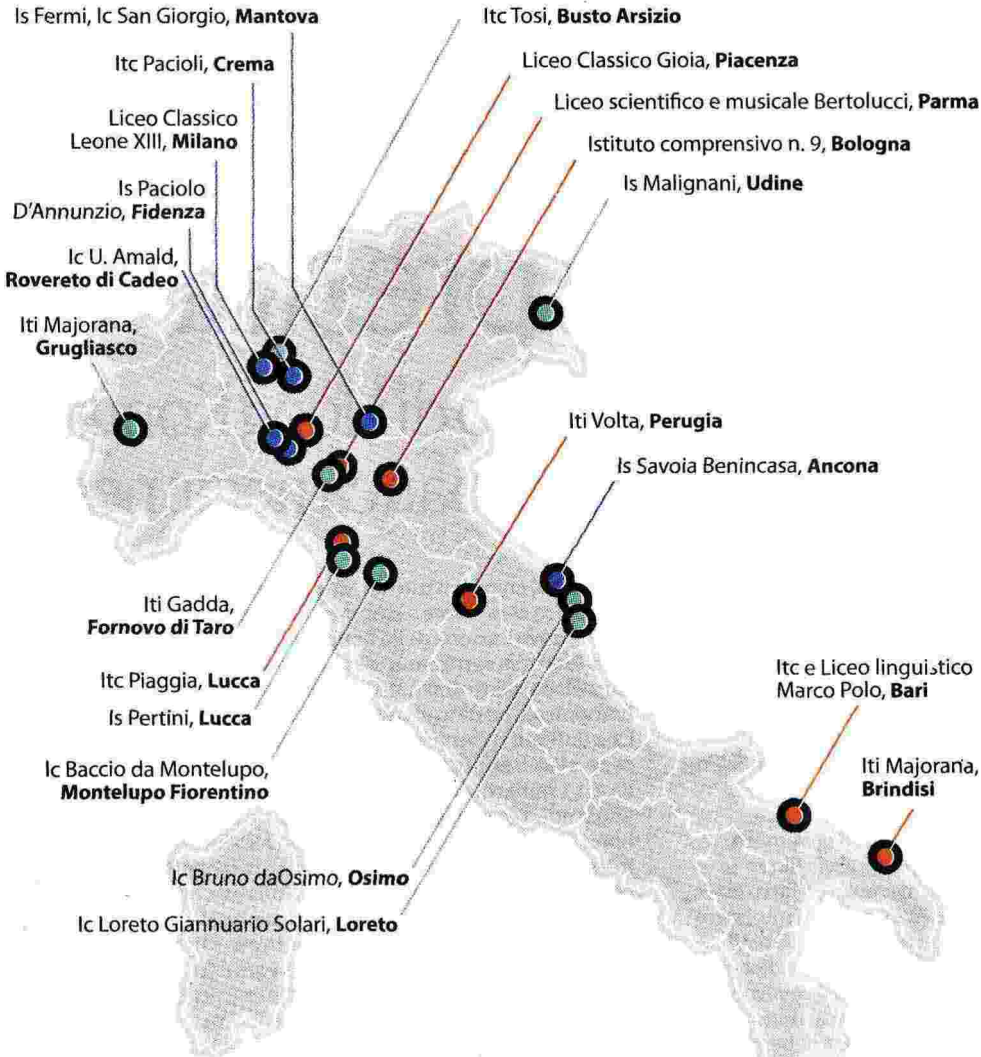 Is Fermi, Ic San Giorgio, Mantova
Itc Tosi, Busto Arsizio
Itc Pacioli, Crema
Liceo Classico Gioia, Piacenza
Liceo scientifico e musicale Bertolucci, Parma
Liceo Classico
Leone XIII, Milano
Istituto comprensivo n. 9, Bologna
Is Paciolo
D'Annunzio, Fidenza
Is Malignani, Udine
Ic U. Amald,
Rovereto di Cadeo
Iti Majorana,
Grugliasco
Iti Volta, Perugia
Is Savoia Benincasa, Ancona
Iti Gadda,
Fornovo di Taro
Itc Piaggia, Lucca
Is Pertini, Lucca
Itc e Liceo linguistico
Marco Polo, Bari
Ic Baccio da Montelupo,
Montelupo Fiorentino
Iti Majorana,
Brindisi
Ic Bruno daOsimo, Osimo
Ic Loreto Giannuario Solari, Loreto